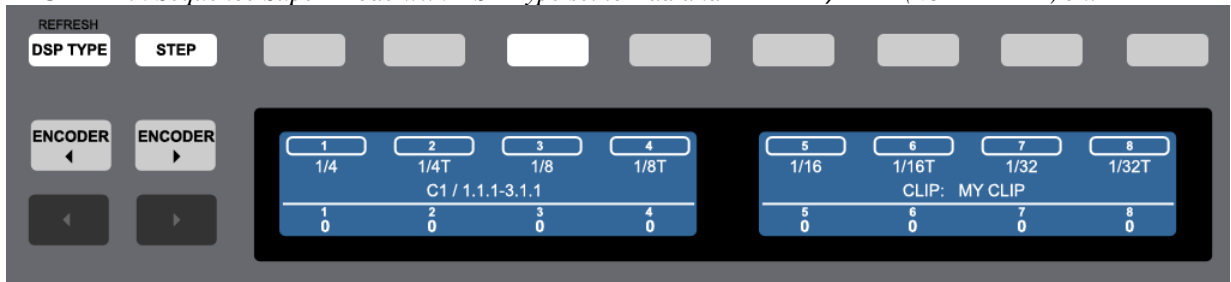 REFRESH
DSP TYPE STEP
ENCODER ENCODER
1 2 3 4 5 6 7 8
1/4 1/4T 1/8 1/8T 1/16 1/16T 1/32 1/32T
C1 / 1.1.1-3.1.1 CLIP: MY CLIP
1 2 3 4 5 6 7 8
0 0 0 0 0 0 0 0